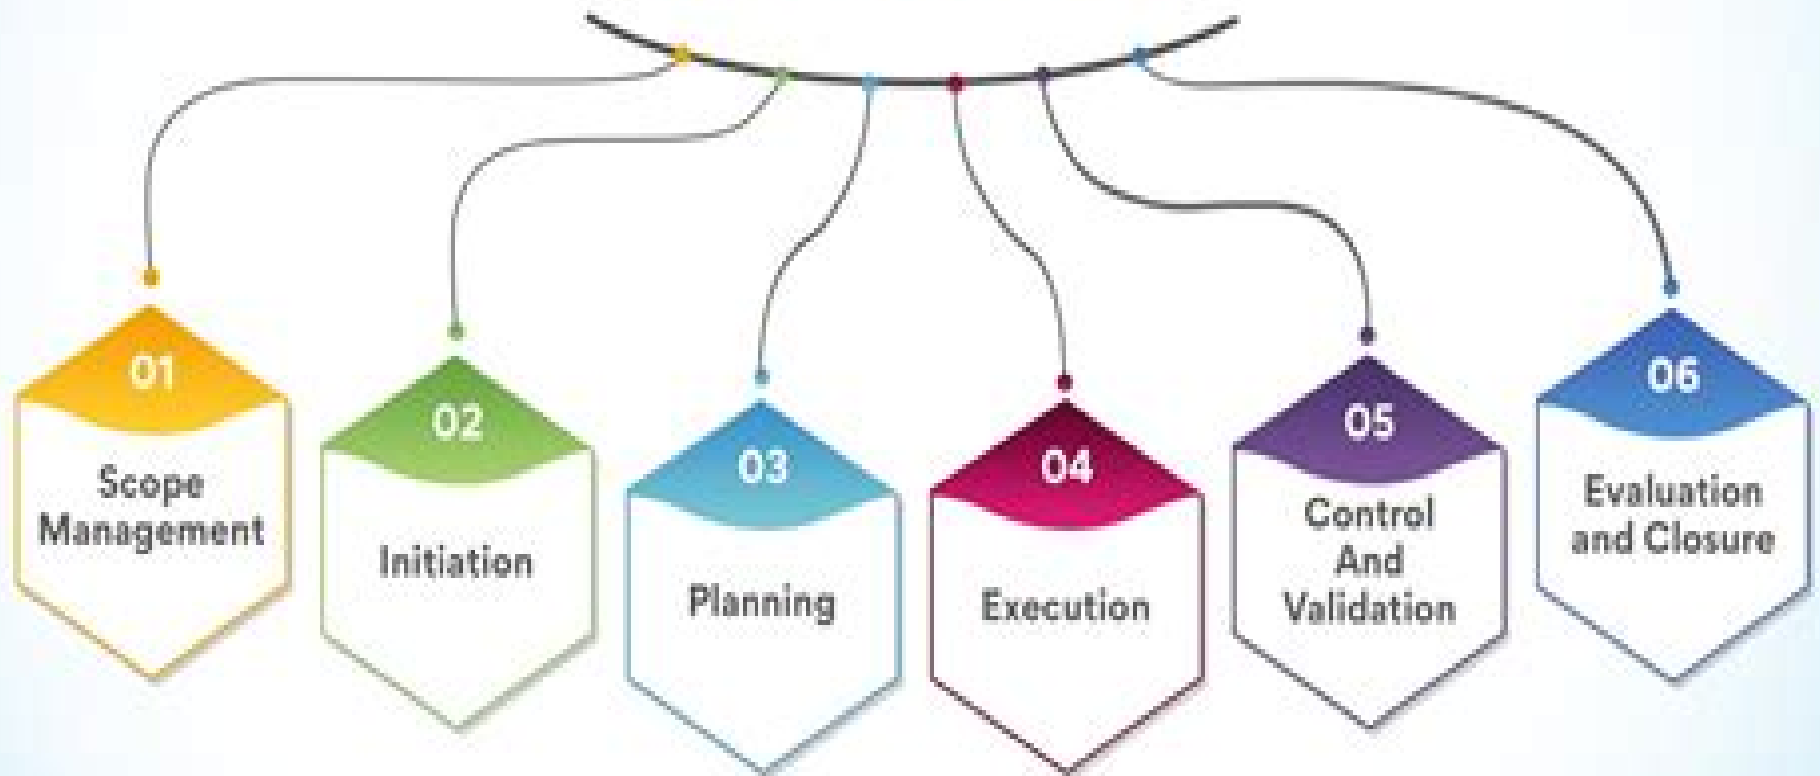 01
Scope
Management
02
Initiation
03
Planning
04
Execution
05
Control
And
Validation
06
Evaluation
and Closure